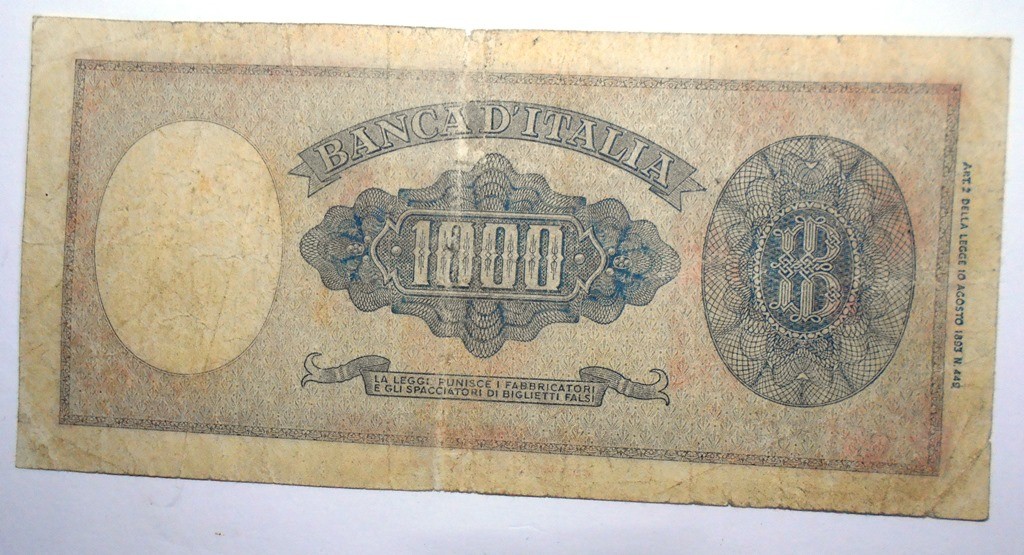 BANCA D'ITALIA
1000
LA LEGGE PUNISCE I FABBRICATORI
E GLI SPACCIATORI DI BIGLIETTI FALSI
ART. 2 DELLA LEGGE 10 AGOSTO 1893 N. 449